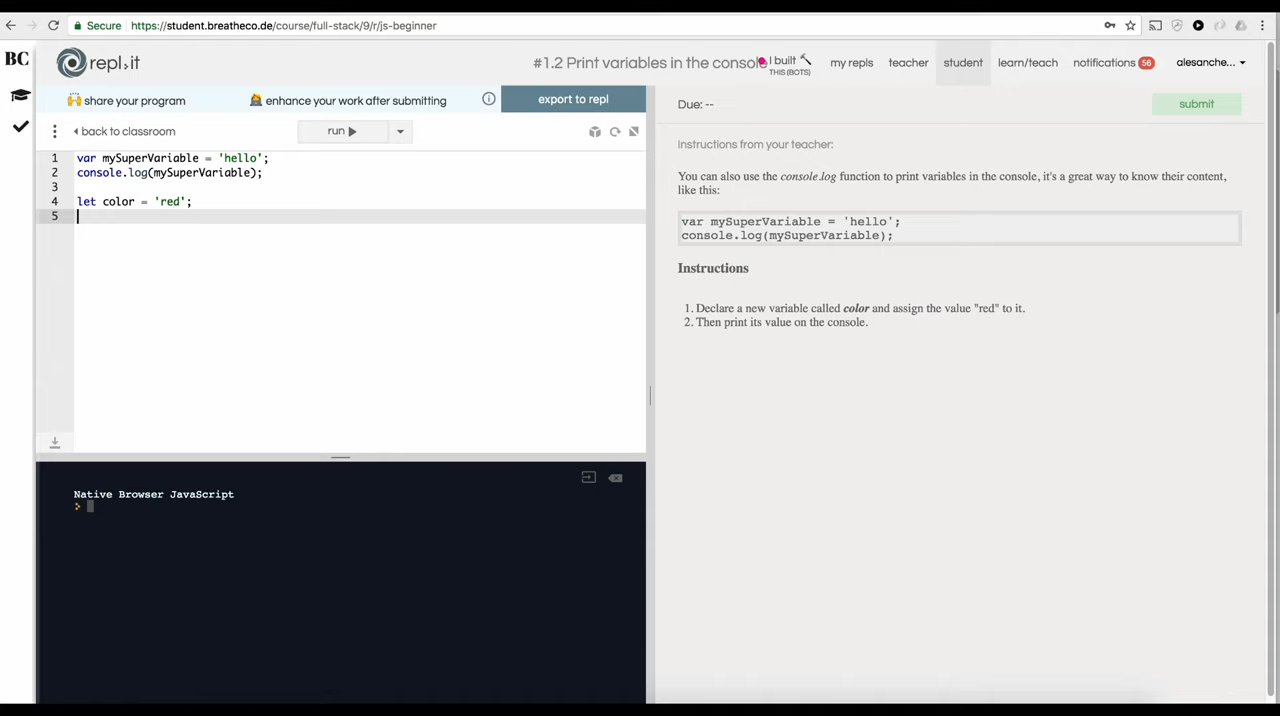 Secure https://student.breatheco.de/course/full-stack/9/r/js-beginner
BC
repl.it
#1.2 Print variables in the console
I built
THIS (BOTS)
my repls
teacher
student
learn/teach
notifications 56
alesanche...
share your program
enhance your work after submitting
export to repl
Due: --
submit
back to classroom
run
Instructions from your teacher:
1 var mySuperVariable = 'hello';
2 console.log(mySuperVariable);
3
4 let color = 'red';
5
You can also use the console.log function to print variables in the console, it's a great way to know their content,
like this:
var mySuperVariable = 'hello';
console.log(mySuperVariable);
Instructions
1. Declare a new variable called color and assign the value "red" to it.
2. Then print its value on the console.
Native Browser JavaScript
>